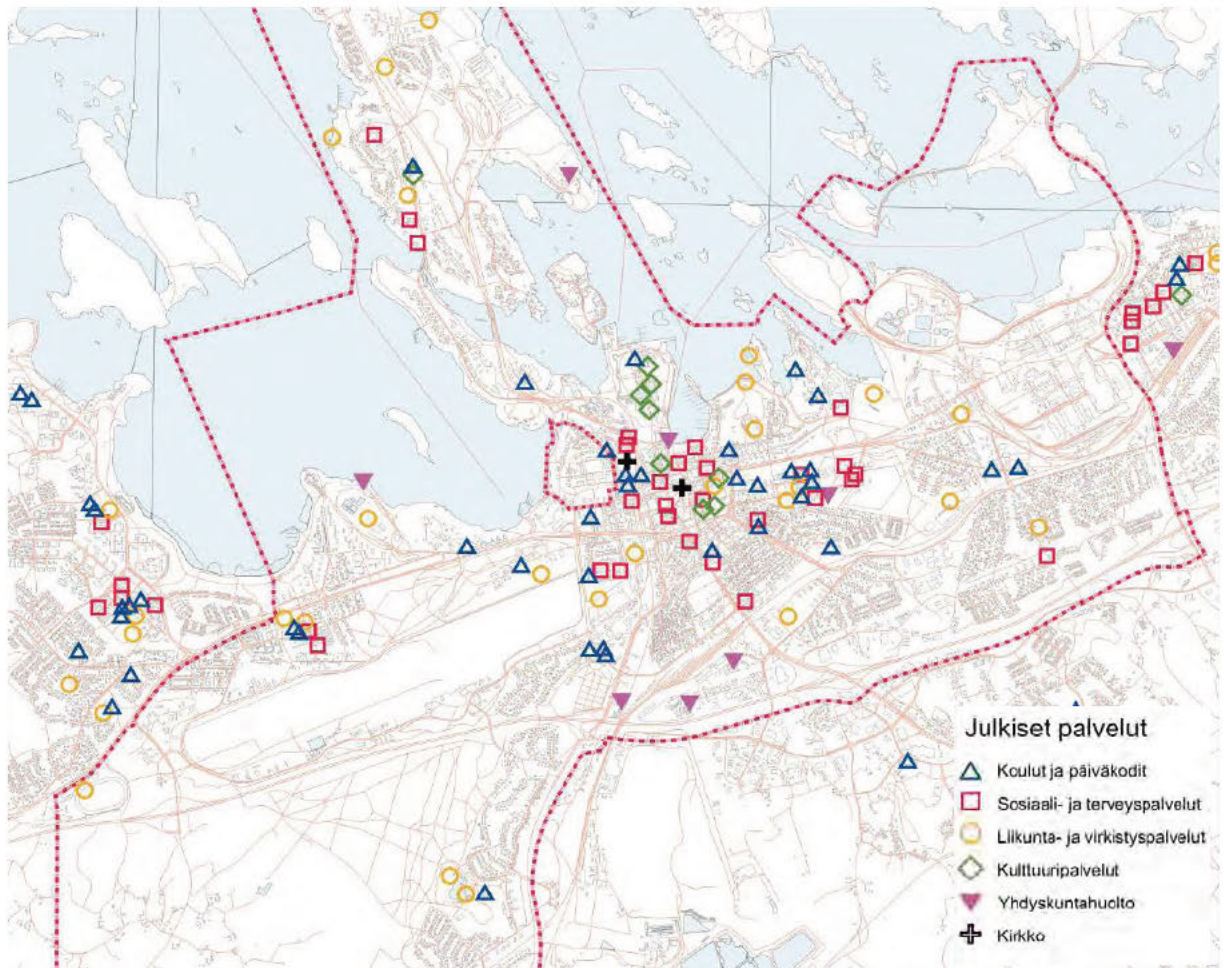 Julkiset palvelut
Koulut ja päiväkodit
Sosiaali- ja terveyspalvelut
Liikunta- ja virkistyspalvelut
Kulttuuripalvelut
Yhdyskuntahuolto
Kirkko